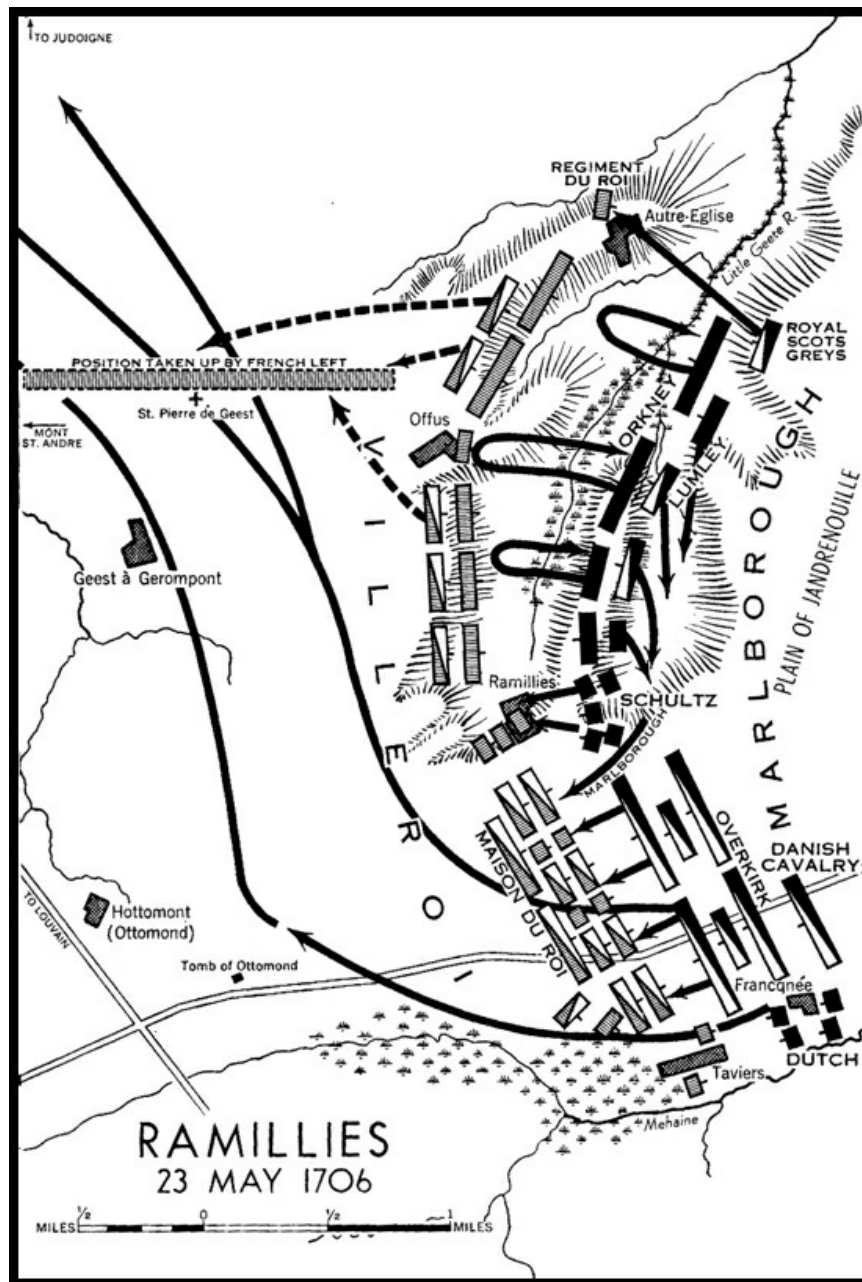 TO JUDOIGNE
REGIMENT
DU ROI
Autre-Eglise
Little Geete R.
ROYAL
SCOTS
GREYS
POSITION TAKEN UP BY FRENCH LEFT
St. Pierre de Geest
MONT
ST. ANDRE
Offus
ORKNEY
LUMLEY
VILLEROI
MARLBOROUGH
PLAIN OF JANDRENOUILLE
Geest à Gerompont
Ramillies
SCHULTZ
MARLBOROUGH
MAISON DU ROI
OVERKIRK
DANISH
CAVALRY
TO LOUVAIN
Hottomont
(Ottomond)
Tomb of Ottomond
Francqnée
DUTCH
Taviers
Mehaine
RAMILLIES
23 MAY 1706
MILES ½ 0 ½ 1 MILES